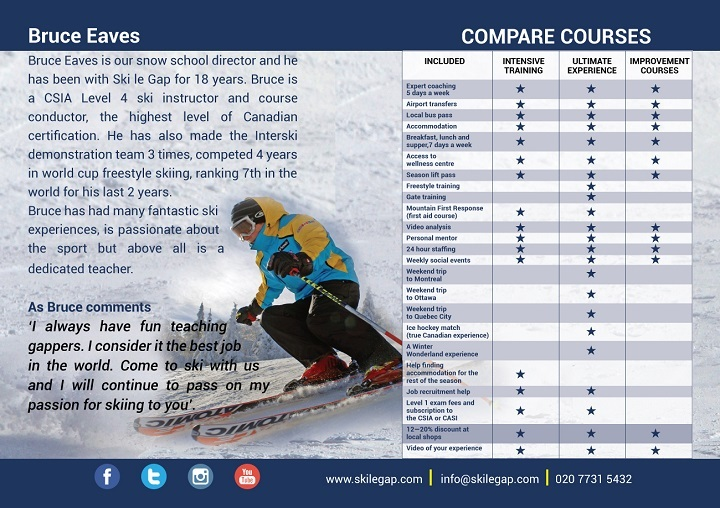 Bruce Eaves
Bruce Eaves is our snow school director and he
has been with Ski le Gap for 18 years. Bruce is
a CSIA Level 4 ski instructor and course
conductor, the highest level of Canadian
certification. He has also made the Interski
demonstration team 3 times, competed 4 years
in world cup freestyle skiing, ranking 7th in the
world for his last 2 years.
Bruce has had many fantastic ski
experiences, is passionate about
the sport but above all is a
dedicated teacher.
As Bruce comments
‘I always have fun teaching
gappers. I consider it the best job
in the world. Come to ski with us
and I will continue to pass on my
passion for skiing to you’.
ATOMIC
ATOMIC
COMPARE COURSES
INCLUDED
INTENSIVE
TRAINING
ULTIMATE
EXPERIENCE
IMPROVEMENT
COURSES
Expert coaching
5 days a week
★ ★ ★
Airport transfers ★ ★ ★
Local bus pass ★ ★ ★
Accommodation ★ ★ ★
Breakfast, lunch and
supper,7 days a week
★ ★ ★
Access to
wellness centre
★ ★ ★
Season lift pass ★ ★ ★
Freestyle training ★
Gate training ★
Mountain First Response
(first aid course)
★ ★
Video analysis ★ ★ ★
Personal mentor ★ ★ ★
24 hour staffing ★ ★ ★
Weekly social events ★ ★ ★
Weekend trip
to Montreal
★
Weekend trip
to Ottawa
★
Weekend trip
to Quebec City
★
Ice hockey match
(true Canadian experience)
★
A Winter
Wonderland experience
★
Help finding
accommodation for the
rest of the season
★
Job recruitment help ★ ★
Level 1 exam fees and
subscription to
the CSIA or CASI
★ ★
12–20% discount at
local shops
★ ★ ★
Video of your experience ★ ★ ★
You
Tube
www.skilegap.com | info@skilegap.com | 020 7731 5432